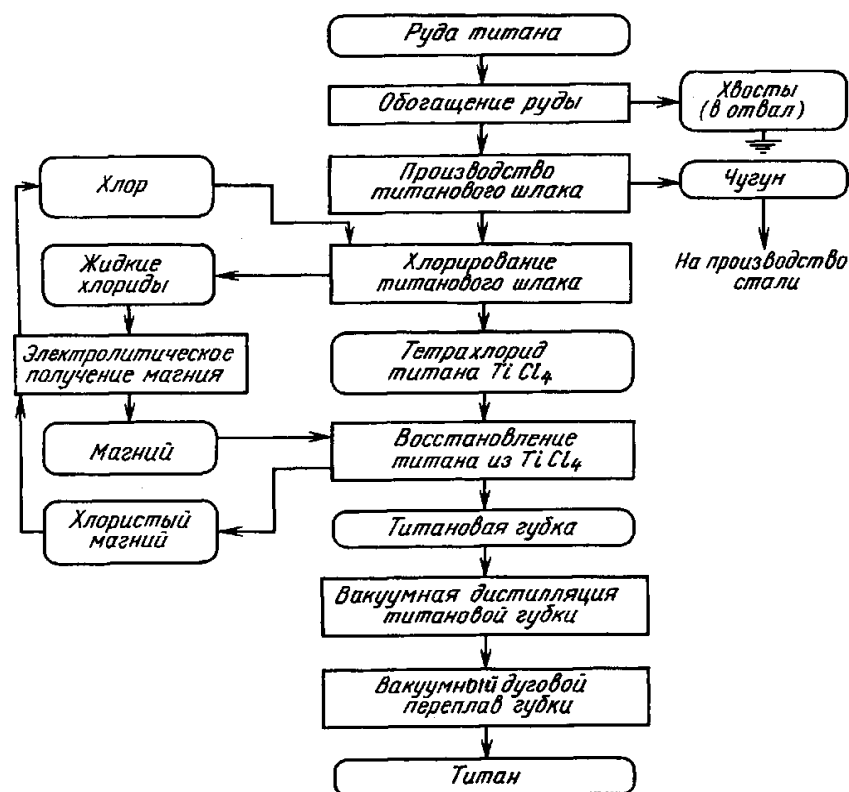 Руда титана
Обогащение руды
Хвосты
(в отвал)
Производство
титанового шлака
Чугун
На производство
стали
Хлор
Хлорирование
титанового шлака
Жидкие
хлориды
Электролитическое
получение магния
Тетрахлорид
титана TiCl₄
Магний
Восстановление
титана из TiCl₄
Хлористый
магний
Титановая губка
Вакуумная дистилляция
титановой губки
Вакуумный дуговой
переплав губки
Титан